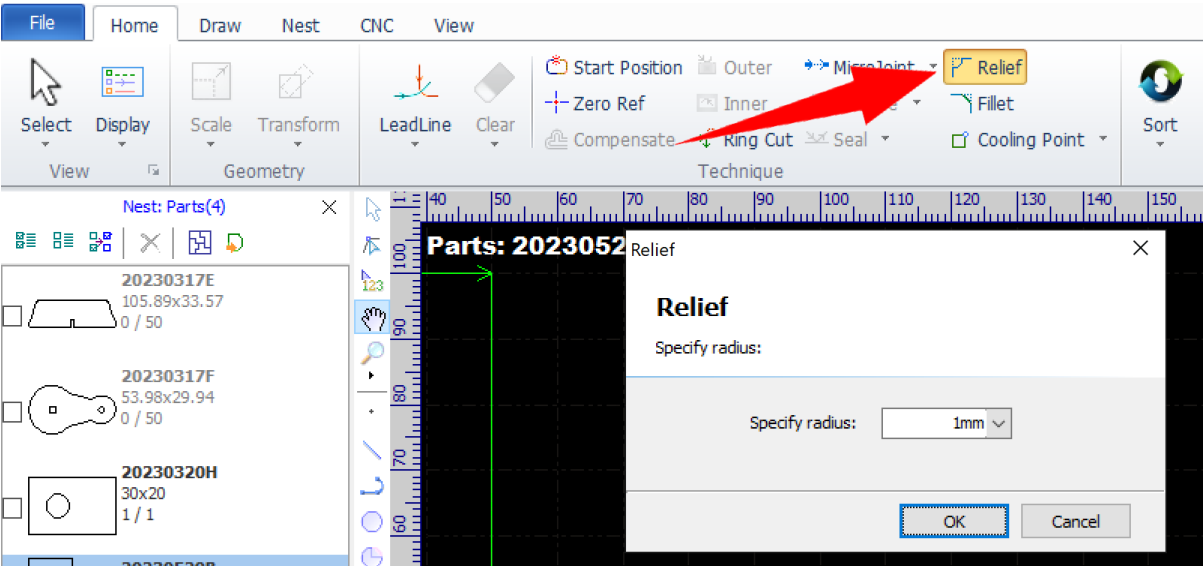 File Home Draw Nest CNC View
Start Position Outer MicroJoint Relief
Zero Ref Inner Fillet
Select Display Scale Transform LeadLine Clear Compensate Ring Cut Seal Cooling Point Sort
View Geometry Technique
Nest: Parts(4)
40 50 60 70 80 90 100 110 120 130 140 150
Parts: 2023052
Relief
20230317E
105.89x33.57
0 / 50
123
100
90
80
70
60
Relief
Specify radius:
20230317F
53.98x29.94
0 / 50
Specify radius: 1mm
20230320H
30x20
1 / 1
OK Cancel